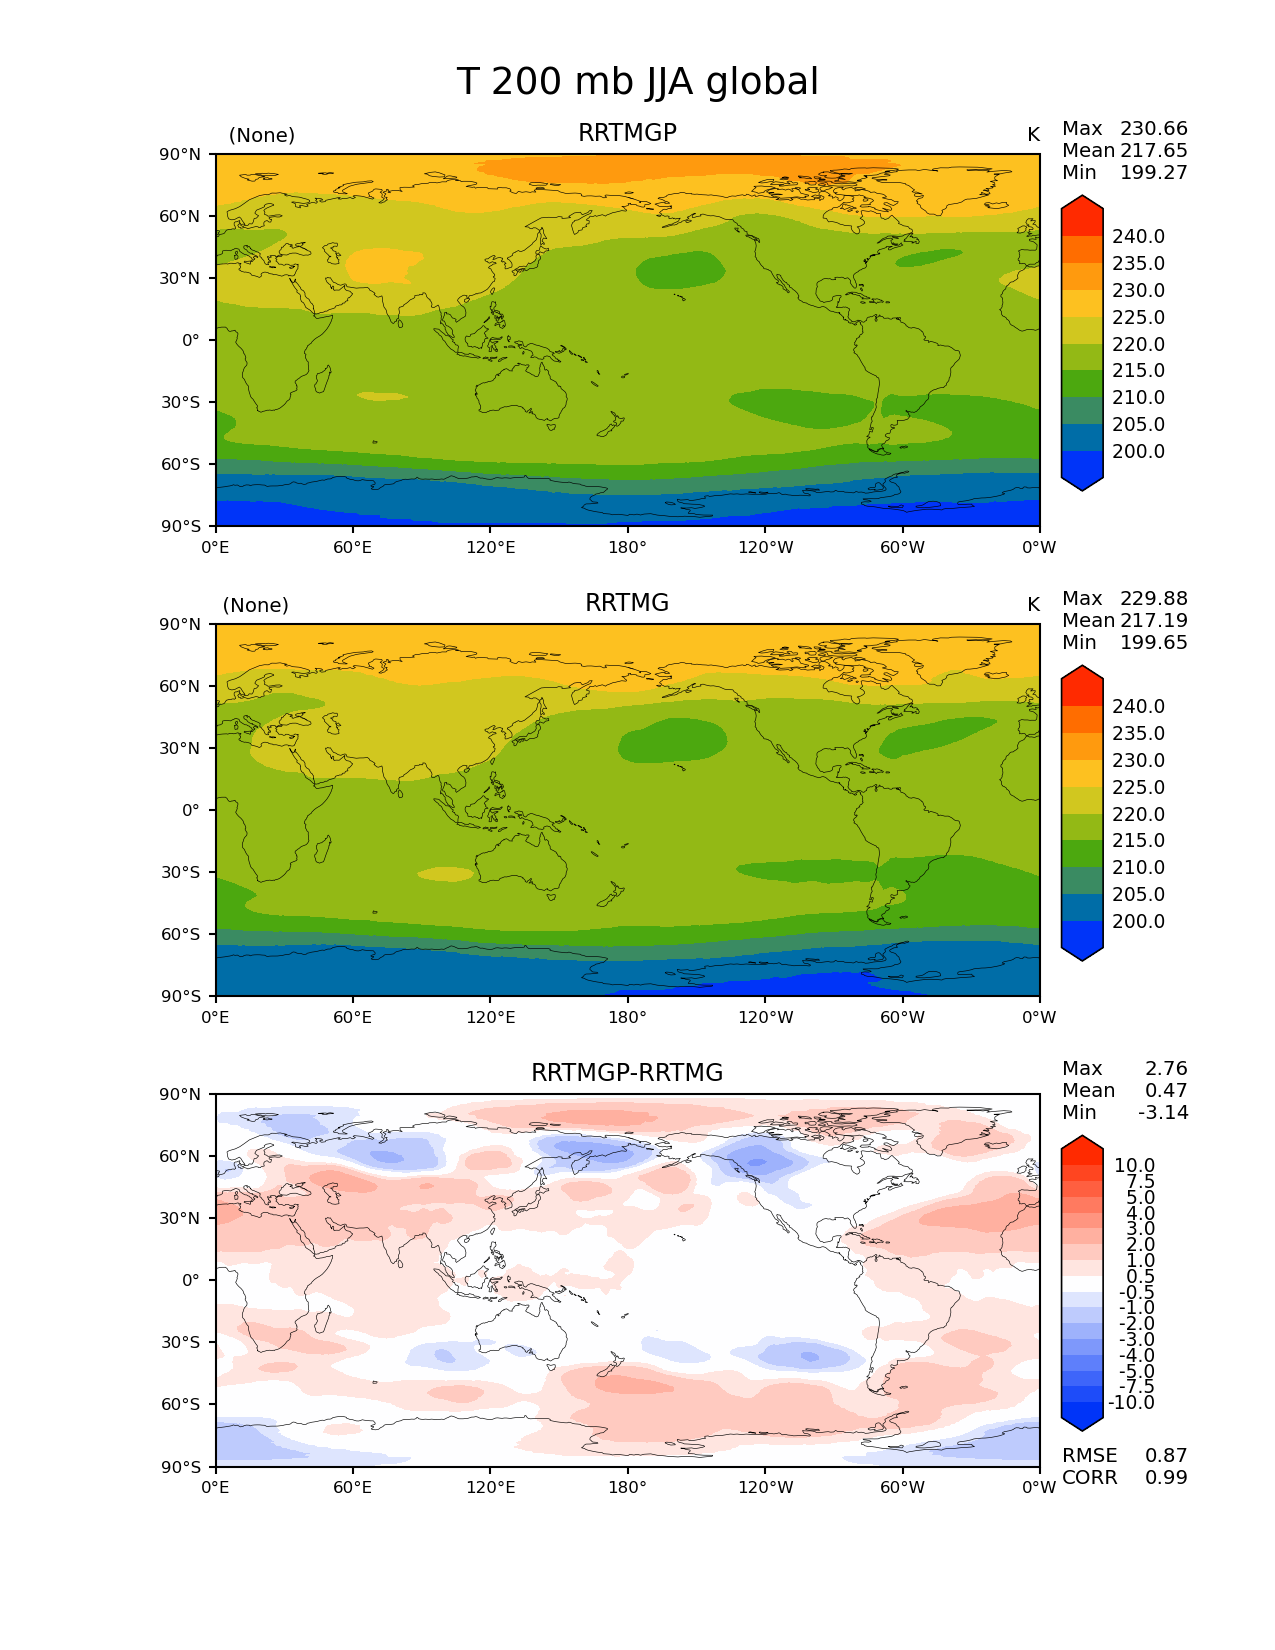 T 200 mb JJA global
(None) RRTMGP K
Max 230.66
Mean 217.65
Min 199.27
90°N
60°N
30°N
0°
30°S
60°S
90°S
0°E 60°E 120°E 180° 120°W 60°W 0°W
240.0
235.0
230.0
225.0
220.0
215.0
210.0
205.0
200.0
(None) RRTMG K
Max 229.88
Mean 217.19
Min 199.65
90°N
60°N
30°N
0°
30°S
60°S
90°S
0°E 60°E 120°E 180° 120°W 60°W 0°W
240.0
235.0
230.0
225.0
220.0
215.0
210.0
205.0
200.0
RRTMGP-RRTMG
Max 2.76
Mean 0.47
Min -3.14
90°N
60°N
30°N
0°
30°S
60°S
90°S
0°E 60°E 120°E 180° 120°W 60°W 0°W
10.0
7.5
5.0
4.0
3.0
2.0
1.0
0.5
-0.5
-1.0
-2.0
-3.0
-4.0
-5.0
-7.5
-10.0
RMSE 0.87
CORR 0.99